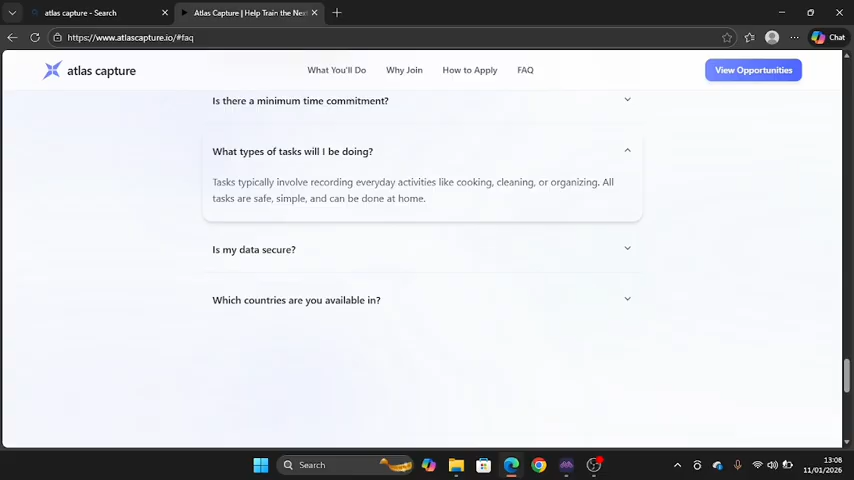 atlas capture - Search
Atlas Capture | Help Train the Nex
https://www.atlascapture.io/#faq
Chat
atlas capture
What You'll Do
Why Join
How to Apply
FAQ
View Opportunities
Is there a minimum time commitment?
What types of tasks will I be doing?
Tasks typically involve recording everyday activities like cooking, cleaning, or organizing. All
tasks are safe, simple, and can be done at home.
Is my data secure?
Which countries are you available in?
Search
13:08
11/01/2026